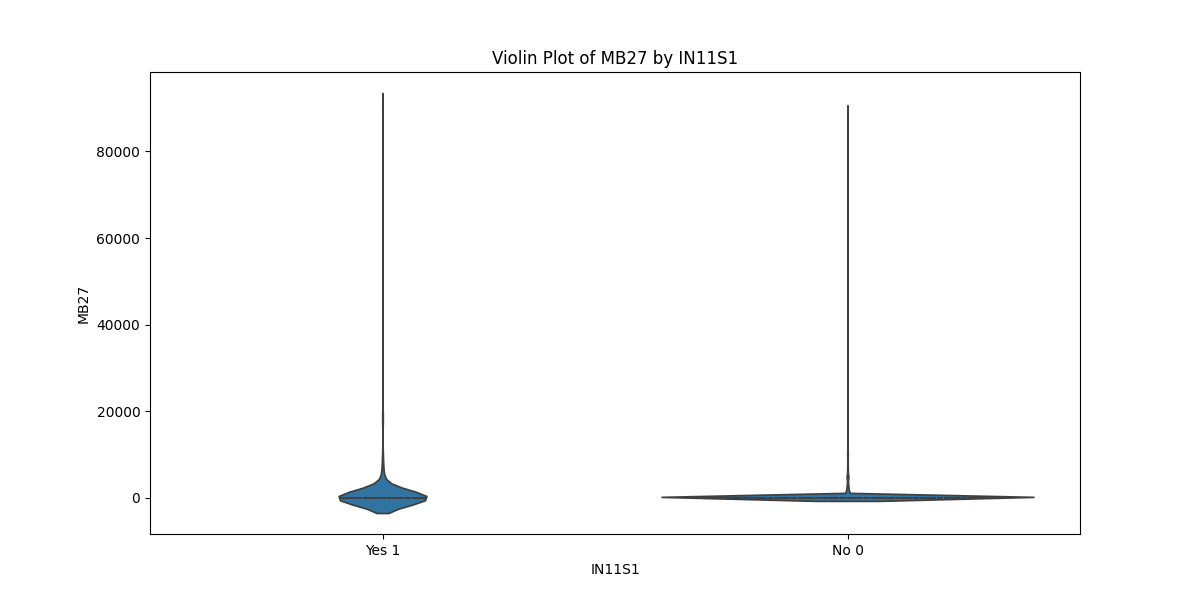 Violin Plot of MB27 by IN11S1
80000
60000
40000
20000
0
MB27
Yes 1
No 0
IN11S1